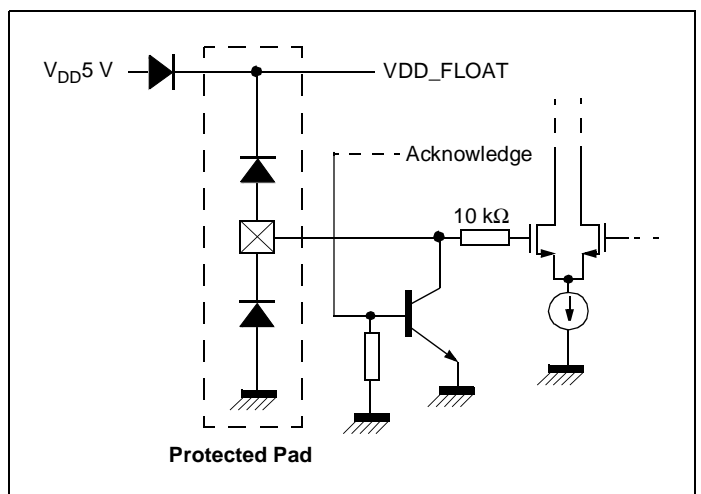 VDD5 V
VDD_FLOAT
Acknowledge
10 kΩ
Protected Pad